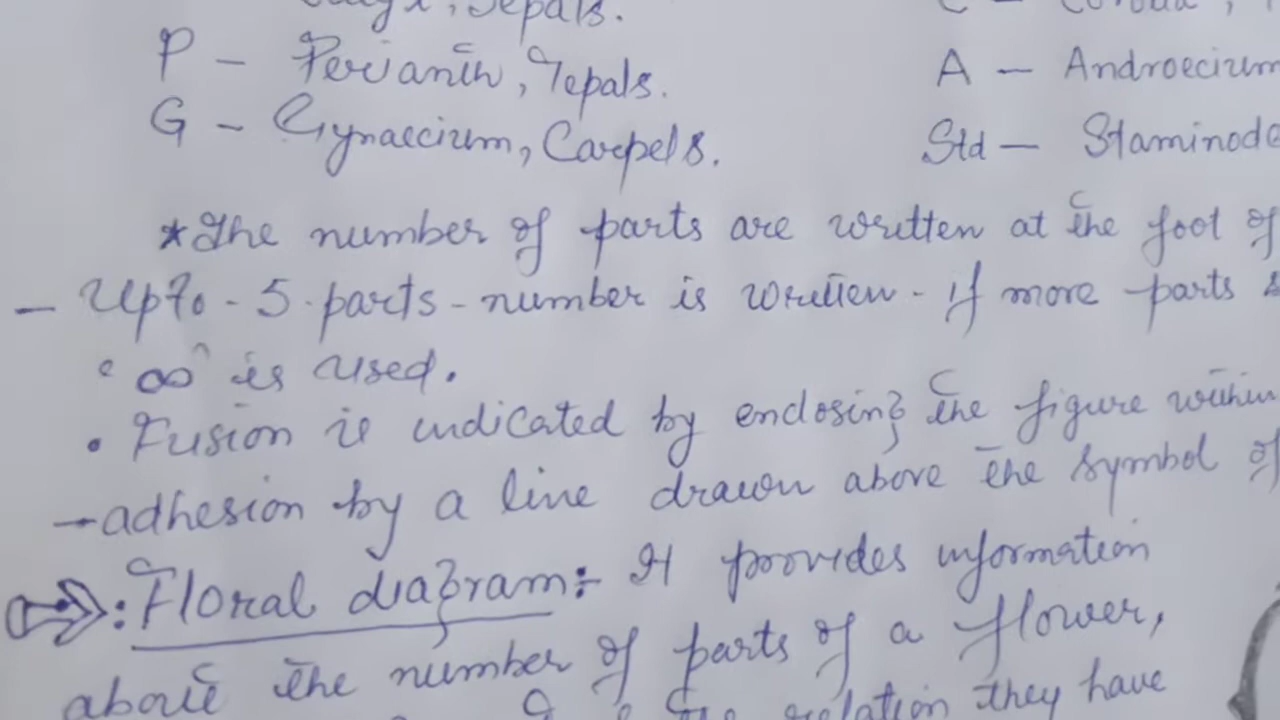 Calyx, Sepals. C - Corolla,
P - Perianth, Tepals. A - Androecium
G - Gynaecium, Carpels. Std - Staminode
*The number of parts are written at the foot of
- Upto - 5 parts - number is written - if more parts
"∞" is used.
• Fusion is indicated by enclosing the figure within
- adhesion by a line drawn above the symbol of
: Floral diagram:- It provides information
about the number of parts of a flower,
relation they have